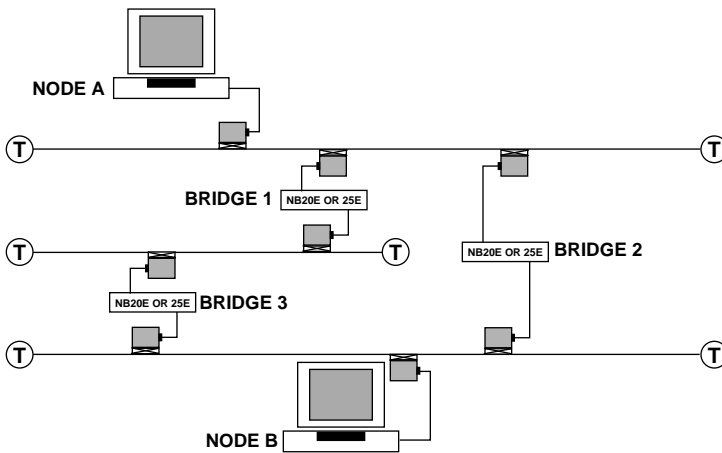 NODE A
T T
BRIDGE 1 NB20E OR 25E
NB20E OR 25E BRIDGE 2
T
NB20E OR 25E BRIDGE 3
T T
NODE B